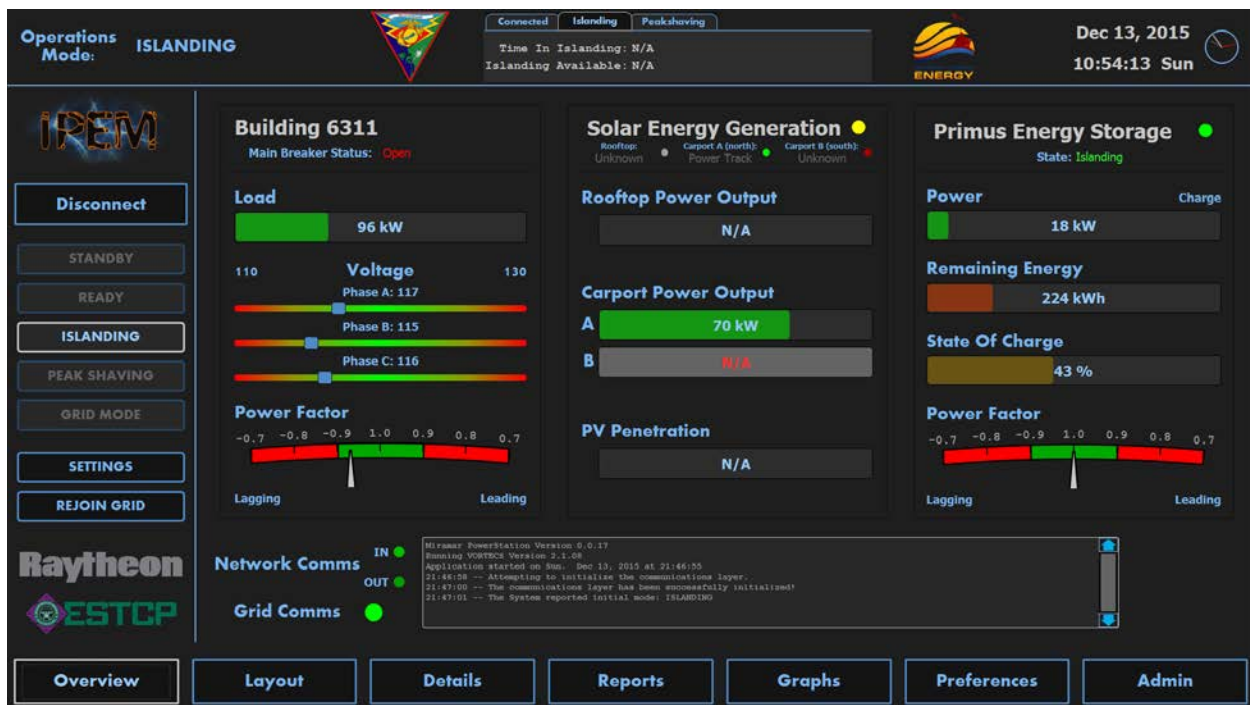 Operations
Mode:
ISLANDING
Connected Islanding Peakshaving
Time In Islanding: N/A
Islanding Available: N/A
ENERGY
Dec 13, 2015
10:54:13 Sun
iPEM
Disconnect
STANDBY
READY
ISLANDING
PEAK SHAVING
GRID MODE
SETTINGS
REJOIN GRID
Raytheon
ESTCP
Building 6311
Main Breaker Status: Open
Load
96 kW
110 Voltage 130
Phase A: 117
Phase B: 115
Phase C: 116
Power Factor
-0.7 -0.8 -0.9 1.0 0.9 0.8 0.7
Lagging Leading
Solar Energy Generation
Rooftop: Carport A (north): Carport B (south):
Unknown Power Track Unknown
Rooftop Power Output
N/A
Carport Power Output
A 70 kW
B N/A
PV Penetration
N/A
Primus Energy Storage
State: Islanding
Power Charge
18 kW
Remaining Energy
224 kWh
State Of Charge
43 %
Power Factor
-0.7 -0.8 -0.9 1.0 0.9 0.8 0.7
Lagging Leading
Network Comms IN
OUT
Grid Comms
Miramar PowerStation Version 0.0.17
Running VORTECS Version 2.1.08
Application started on Sun. Dec 13, 2015 at 21:46:55
21:46:58 -- Attempting to initialize the communications layer.
21:47:00 -- The communications layer has been successfully initialized!
21:47:01 -- The System reported initial mode: ISLANDING
Overview Layout Details Reports Graphs Preferences Admin